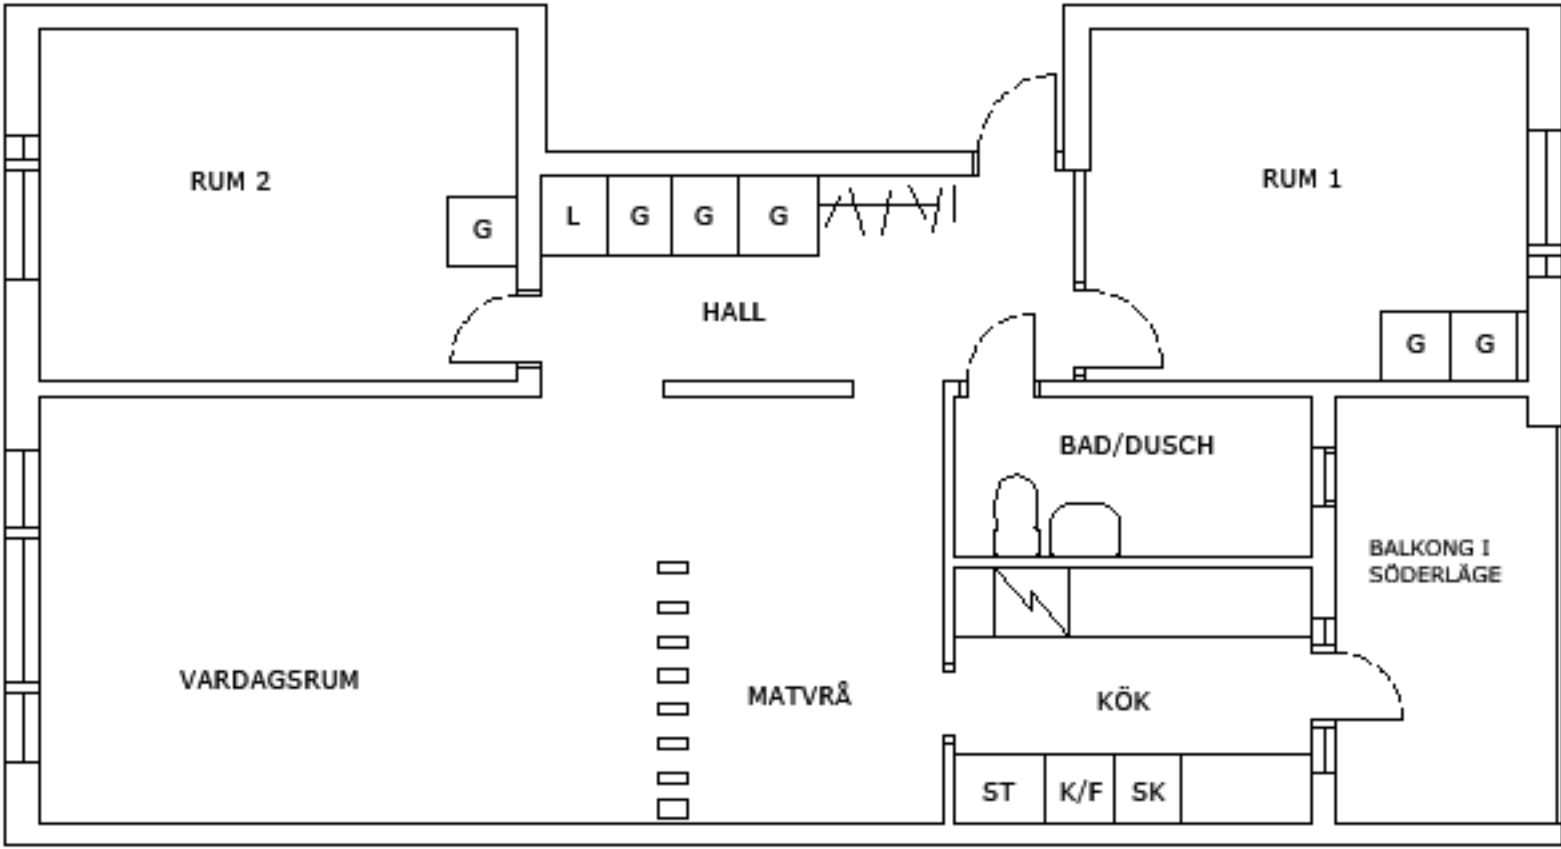 RUM 2
RUM 1
G
L
G
G
G
HALL
G
G
BAD/DUSCH
BALKONG I
SÖDERLÄGE
VARDAGSRUM
MATVRÅ
KÖK
ST
K/F
SK